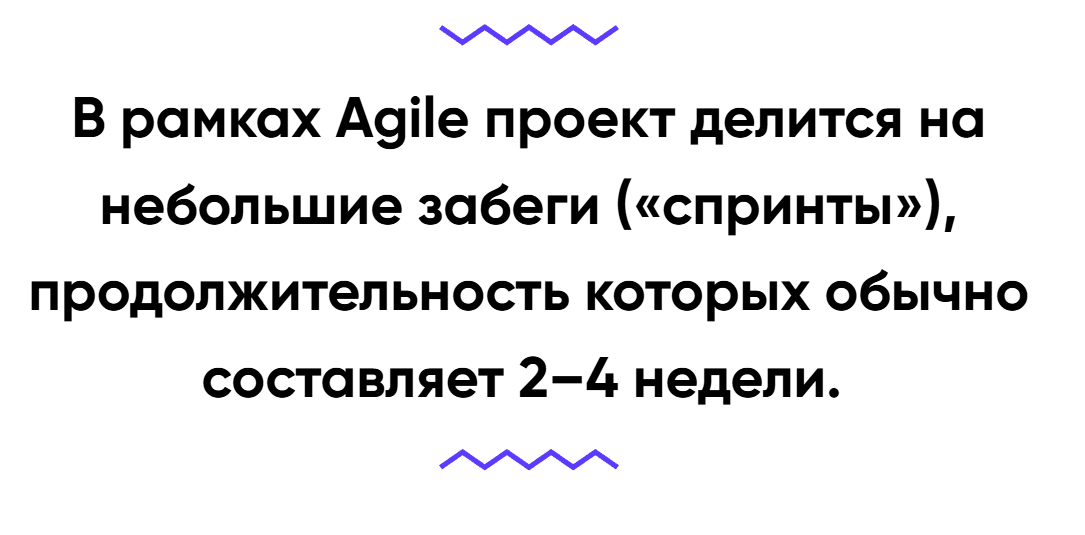 В рамках Agile проект делится на
небольшие забеги («спринты»),
продолжительность которых обычно
составляет 2–4 недели.